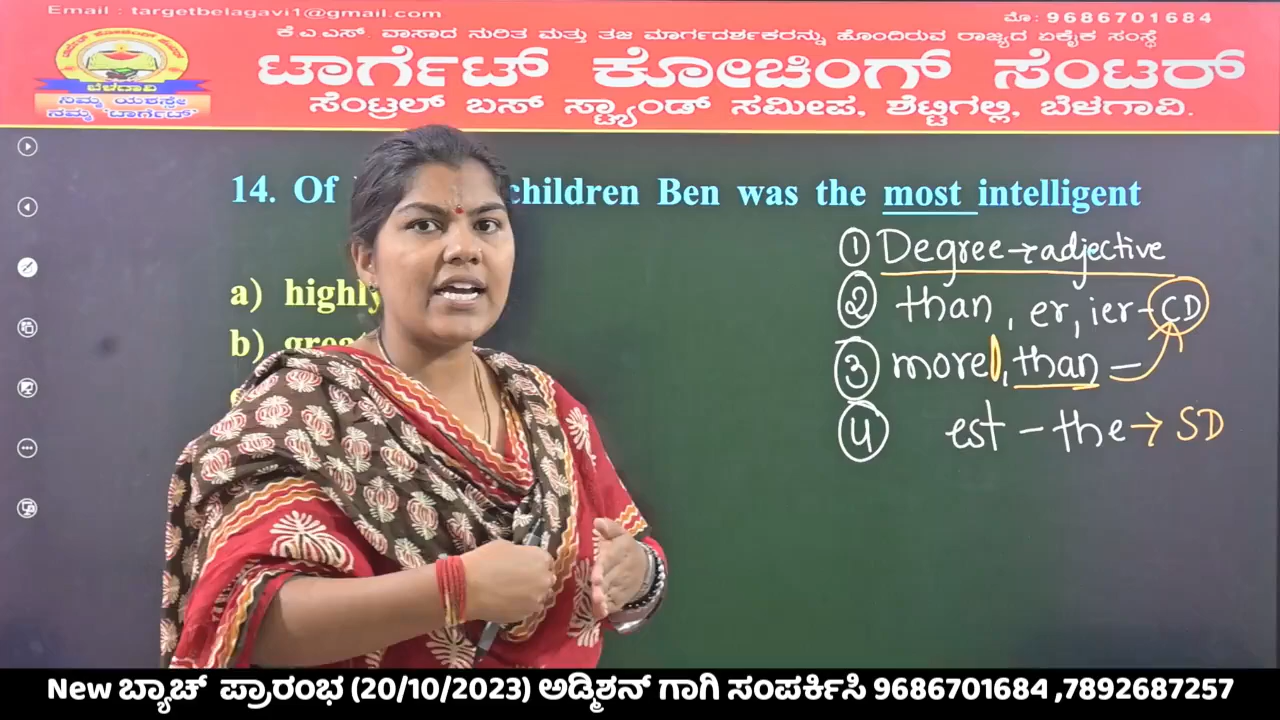 Email : targetbelagavi1@gmail.com
ಮೊ: 9686701684
ಕೆ.ಎ.ಎಸ್. ಪಾಸಾದ ನುರಿತ ಮತ್ತು ತಜ್ಞ ಮಾರ್ಗದರ್ಶಕರನ್ನು ಹೊಂದಿರುವ ರಾಜ್ಯದ ಏಕೈಕ ಸಂಸ್ಥೆ
ಟಾರ್ಗೆಟ್ ಕೋಚಿಂಗ್ ಸೆಂಟರ್
ಸೆಂಟ್ರಲ್ ಬಸ್ ಸ್ಟ್ಯಾಂಡ್ ಸಮೀಪ, ಶೆಟ್ಟಿಗಲ್ಲಿ, ಬೆಳಗಾವಿ.
ಬೆಳಗಾವಿ
ನಿಮ್ಮ ಯಶಸ್ಸೇ
ನಮ್ಮ ಟಾರ್ಗೆಟ್
14. Of children Ben was the most intelligent
a) highly
b)
① Degree → adjective
② than, er, ier - CD
③ more, than -
④ est - the → SD
New ಬ್ಯಾಚ್ ಪ್ರಾರಂಭ (20/10/2023) ಅಡ್ಮಿಶನ್ ಗಾಗಿ ಸಂಪರ್ಕಿಸಿ 9686701684 ,7892687257